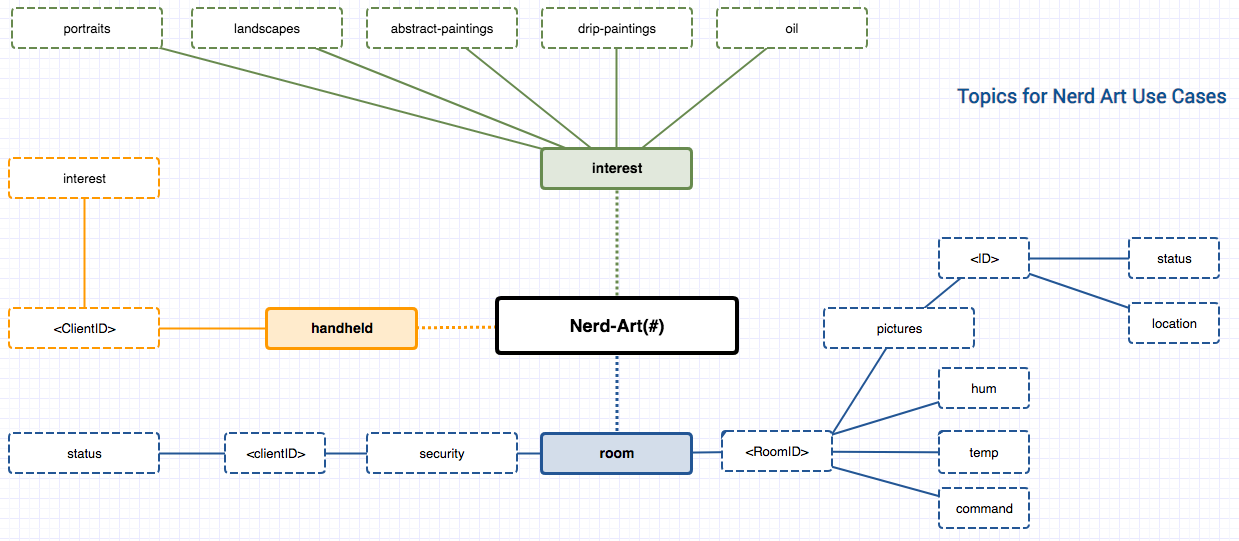 portraits
landscapes
abstract-paintings
drip-paintings
oil
Topics for Nerd Art Use Cases
interest
interest
<ID>
status
<ClientID>
handheld
Nerd-Art(#)
pictures
location
hum
status
<clientID>
security
room
<RoomID>
temp
command